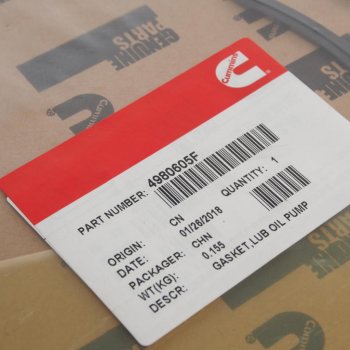 GENUINE
PARTS
Cummins
PART NUMBER: 4980605F
QUANTITY: 1
ORIGIN: CN
DATE: 01/28/2018
PACKAGER: CHN
WT(KG): 0.155
DESCR: GASKET,LUB OIL PUMP